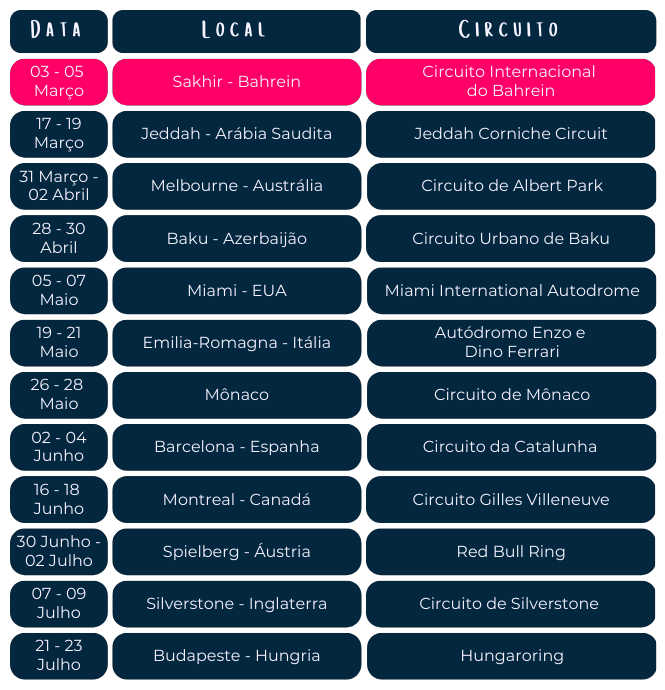 Data Local Circuito
03 - 05
Março
Sakhir - Bahrein
Circuito Internacional
do Bahrein
17 - 19
Março
Jeddah - Arábia Saudita
Jeddah Corniche Circuit
31 Março -
02 Abril
Melbourne - Austrália
Circuito de Albert Park
28 - 30
Abril
Baku - Azerbaijão
Circuito Urbano de Baku
05 - 07
Maio
Miami - EUA
Miami International Autodrome
19 - 21
Maio
Emilia-Romagna - Itália
Autódromo Enzo e
Dino Ferrari
26 - 28
Maio
Mônaco
Circuito de Mônaco
02 - 04
Junho
Barcelona - Espanha
Circuito da Catalunha
16 - 18
Junho
Montreal - Canadá
Circuito Gilles Villeneuve
30 Junho -
02 Julho
Spielberg - Áustria
Red Bull Ring
07 - 09
Julho
Silverstone - Inglaterra
Circuito de Silverstone
21 - 23
Julho
Budapeste - Hungria
Hungaroring